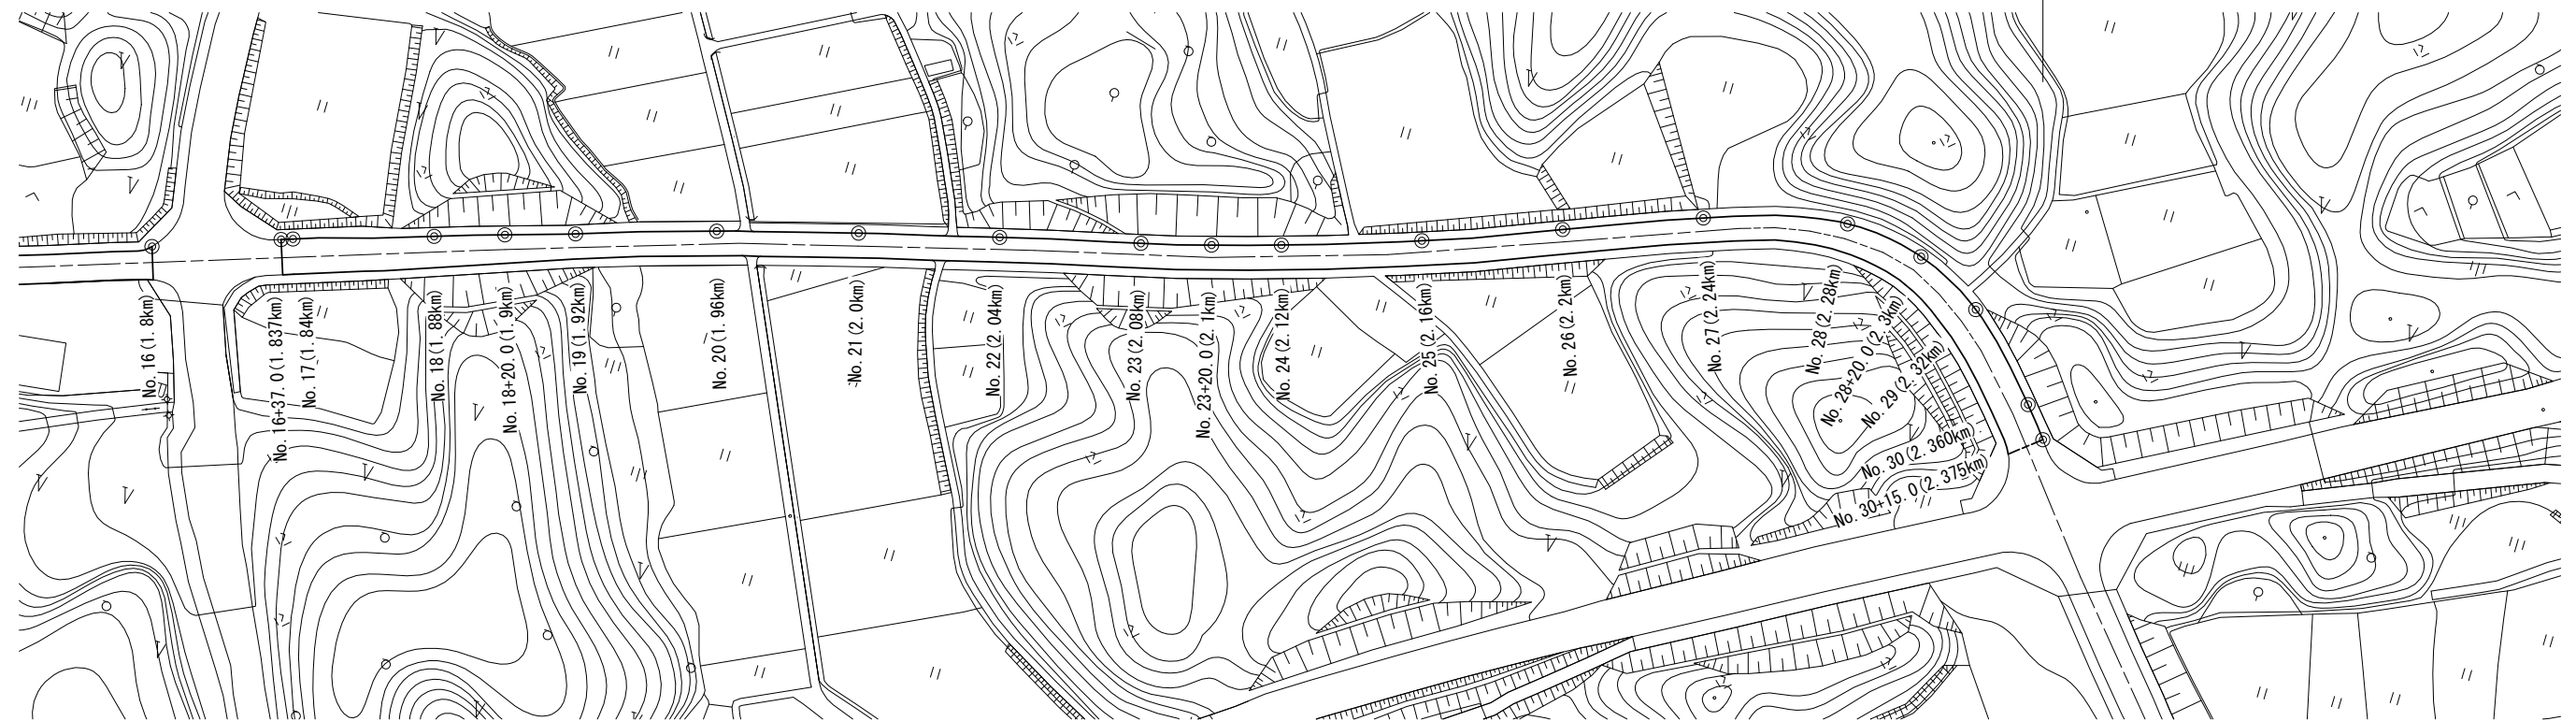 No. 16 (1. 8km)
No. 16+37. 0 (1. 837km)
No. 17 (1. 84km)
No. 18 (1. 88km)
No. 18+20. 0 (1. 9km)
No. 19 (1. 92km)
No. 20 (1. 96km)
No. 21 (2. 0km)
No. 22 (2. 04km)
No. 23 (2. 08km)
No. 23+20. 0 (2. 1km)
No. 24 (2. 12km)
No. 25 (2. 16km)
No. 26 (2. 2km)
No. 27 (2. 24km)
No. 28 (2. 28km)
No. 28+20. 0 (2. 3km)
No. 29 (2. 32km)
No. 30 (2. 360km)
No. 30+15. 0 (2. 375km)